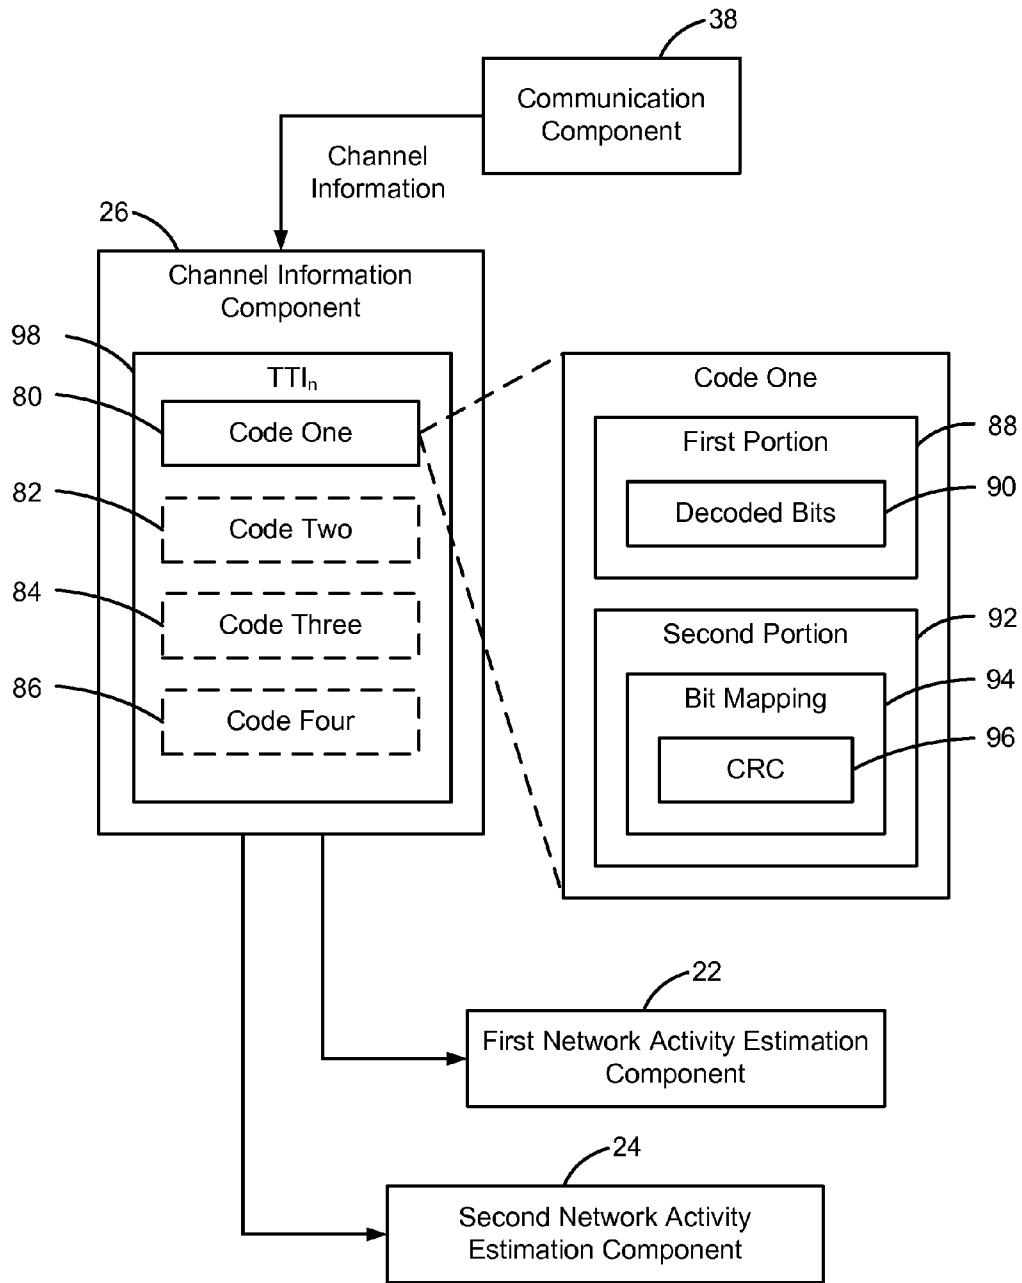 38
Communication
Component
Channel
Information
26
Channel Information
Component
98
TTIn
80
Code One
82
Code Two
84
Code Three
86
Code Four
Code One
First Portion
88
Decoded Bits
90
Second Portion
92
Bit Mapping
94
CRC
96
22
First Network Activity Estimation
Component
24
Second Network Activity
Estimation Component